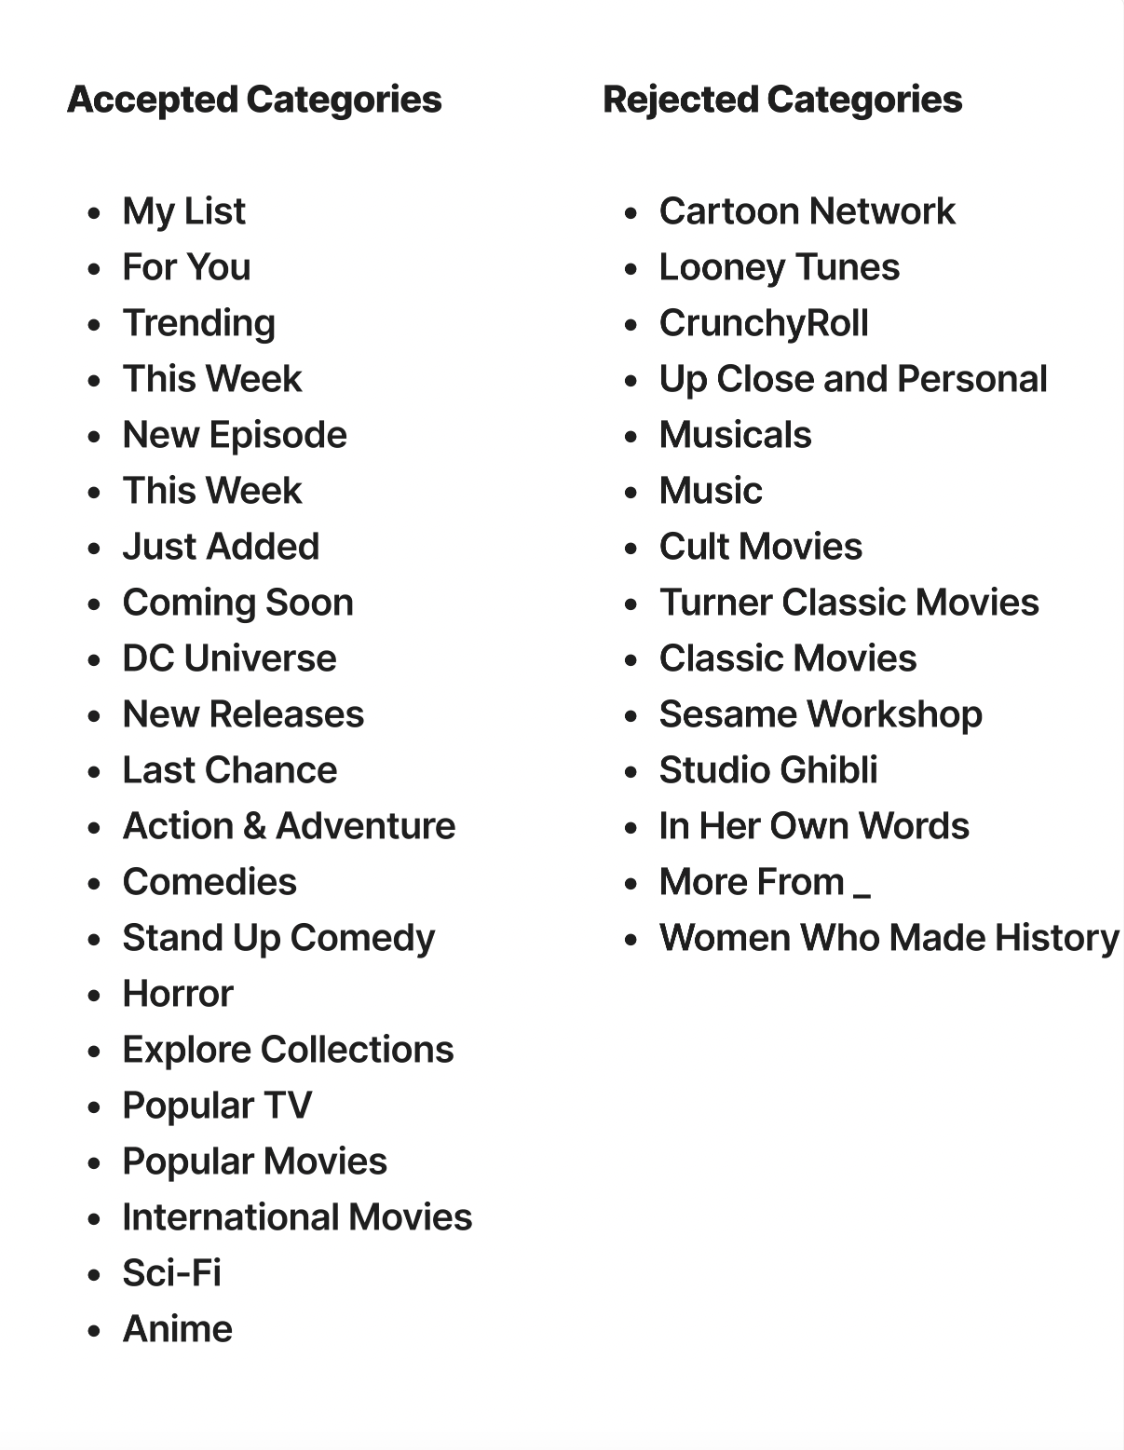 Accepted Categories
My List
For You
Trending
This Week
New Episode
This Week
Just Added
Coming Soon
DC Universe
New Releases
Last Chance
Action & Adventure
Comedies
Stand Up Comedy
Horror
Explore Collections
Popular TV
Popular Movies
International Movies
Sci-Fi
Anime
Rejected Categories
Cartoon Network
Looney Tunes
CrunchyRoll
Up Close and Personal
Musicals
Music
Cult Movies
Turner Classic Movies
Classic Movies
Sesame Workshop
Studio Ghibli
In Her Own Words
More From _
Women Who Made History